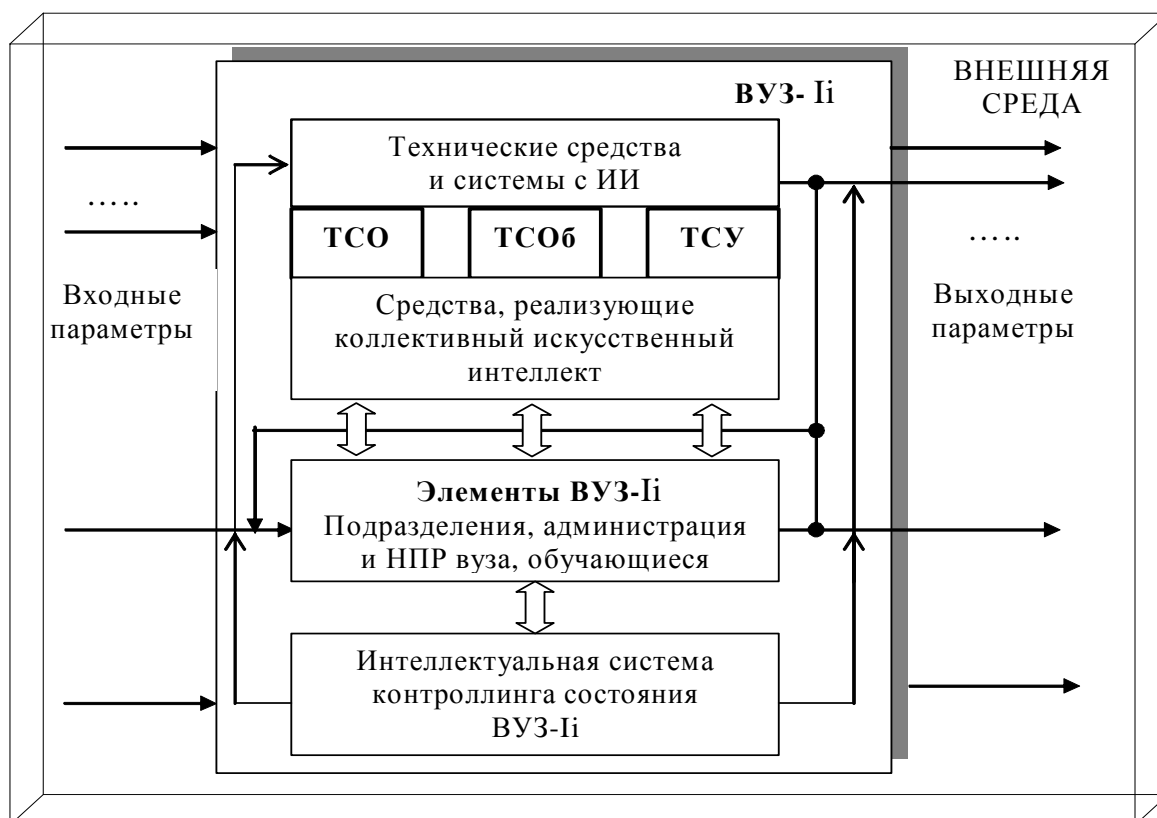 ВНЕШНЯЯ
СРЕДА
ВУЗ- Ii
Технические средства
и системы с ИИ
…..
ТСО
ТСОб
ТСУ
…..
Входные
параметры
Средства, реализующие
коллективный искусственный
интеллект
Выходные
параметры
Элементы ВУЗ-Ii
Подразделения, администрация
и НПР вуза, обучающиеся
Интеллектуальная система
контроллинга состояния
ВУЗ-Ii